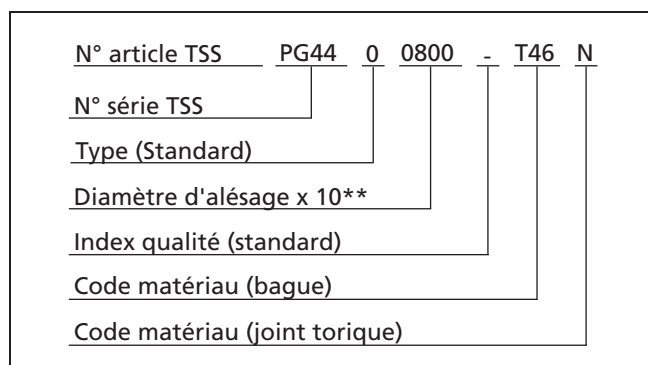 N° article TSS PG44 0 0800 - T46 N
N° série TSS
Type (Standard)
Diamètre d'alésage x 10**
Index qualité (standard)
Code matériau (bague)
Code matériau (joint torique)